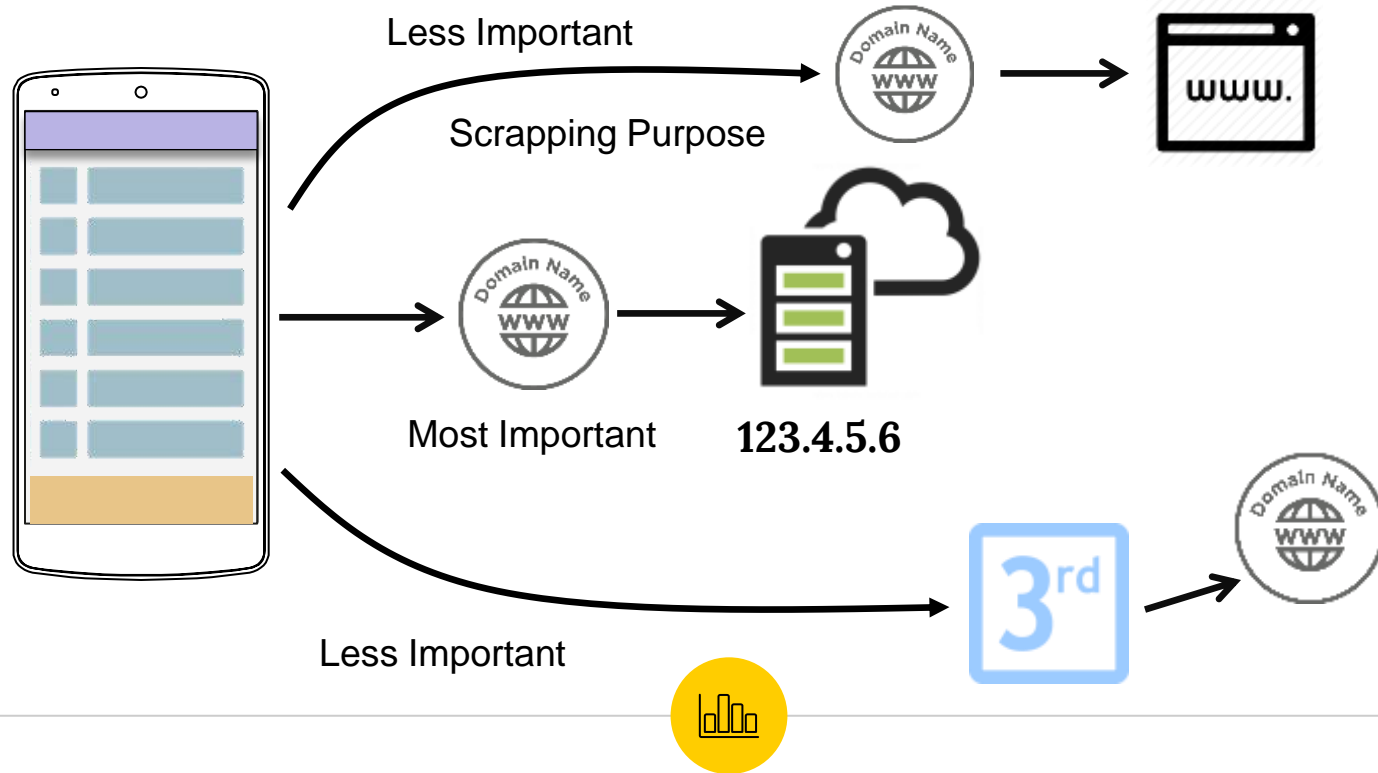 Less Important
Domain Name
WWW
www.
Scrapping Purpose
Domain Name
WWW
Most Important
123.4.5.6
Domain Name
WWW
3rd
Less Important